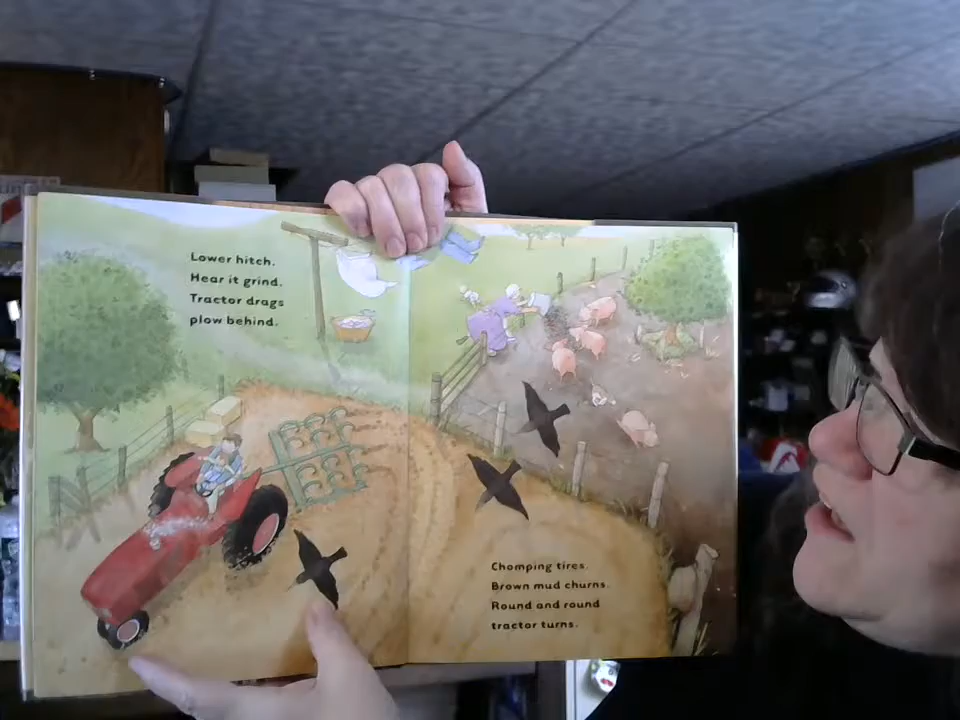 Lower hitch.
Hear it grind.
Tractor drags
plow behind.
Chomping tires.
Brown mud churns.
Round and round
tractor turns.